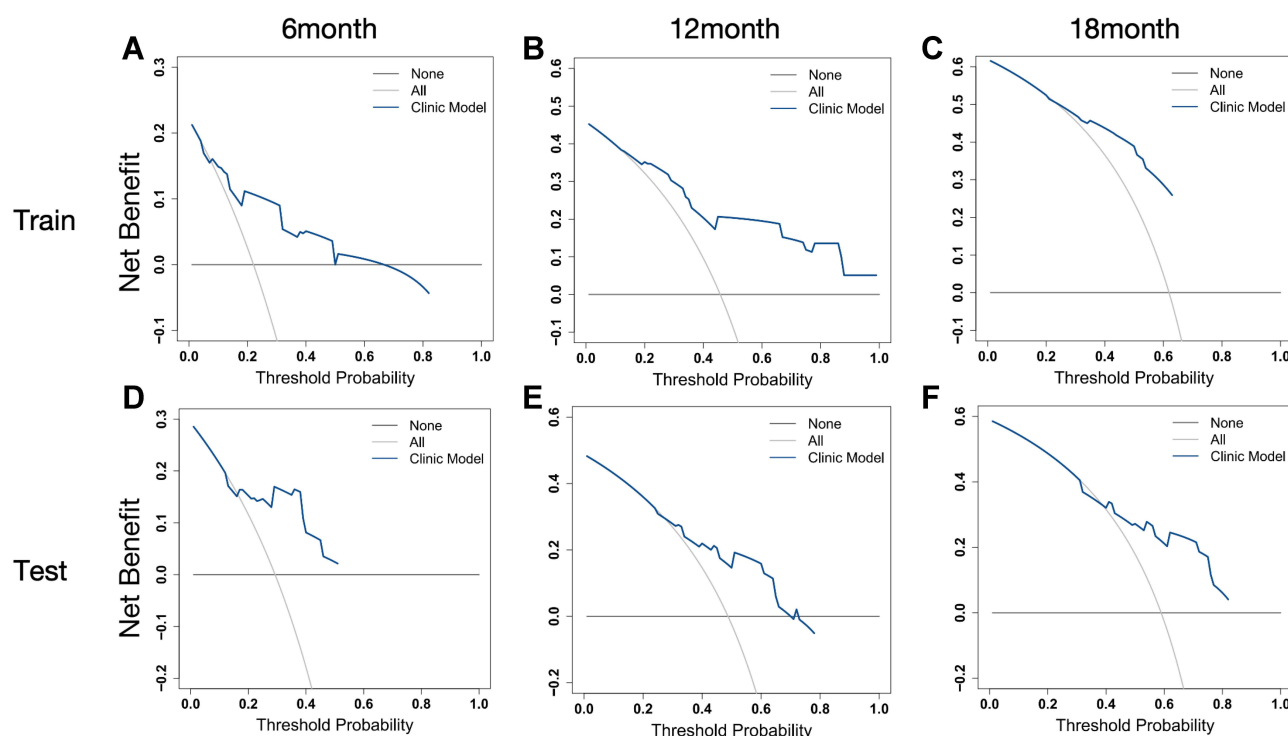 6month
12month
18month
Train
Test
A
Net Benefit
0.3
0.2
0.1
0.0
-0.1
None
All
Clinic Model
0.0 0.2 0.4 0.6 0.8 1.0
Threshold Probability
B
0.6
0.5
0.4
0.3
0.2
0.1
0.0
-0.1
None
All
Clinic Model
0.0 0.2 0.4 0.6 0.8 1.0
Threshold Probability
C
0.6
0.5
0.4
0.3
0.2
0.1
0.0
-0.1
None
All
Clinic Model
0.0 0.2 0.4 0.6 0.8 1.0
Threshold Probability
D
Net Benefit
0.3
0.2
0.1
0.0
-0.1
-0.2
None
All
Clinic Model
0.0 0.2 0.4 0.6 0.8 1.0
Threshold Probability
E
0.6
0.4
0.2
0.0
-0.2
None
All
Clinic Model
0.0 0.2 0.4 0.6 0.8 1.0
Threshold Probability
F
0.6
0.4
0.2
0.0
-0.2
None
All
Clinic Model
0.0 0.2 0.4 0.6 0.8 1.0
Threshold Probability